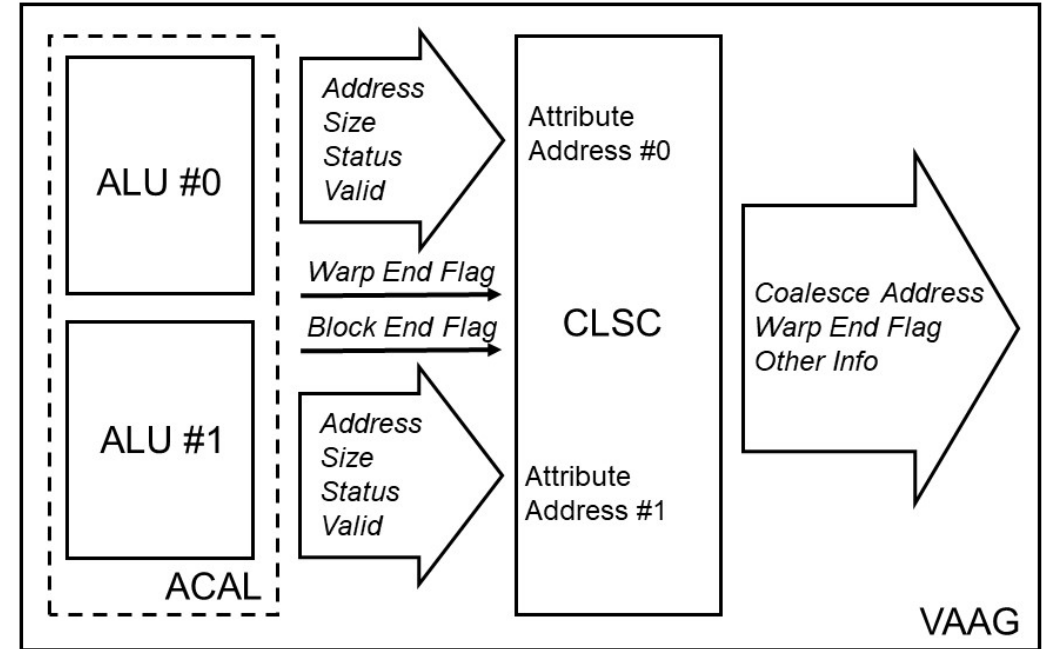 ALU #0
ALU #1
ACAL
Address
Size
Status
Valid
Warp End Flag
Block End Flag
Address
Size
Status
Valid
Attribute
Address #0
CLSC
Attribute
Address #1
Coalesce Address
Warp End Flag
Other Info
VAAG